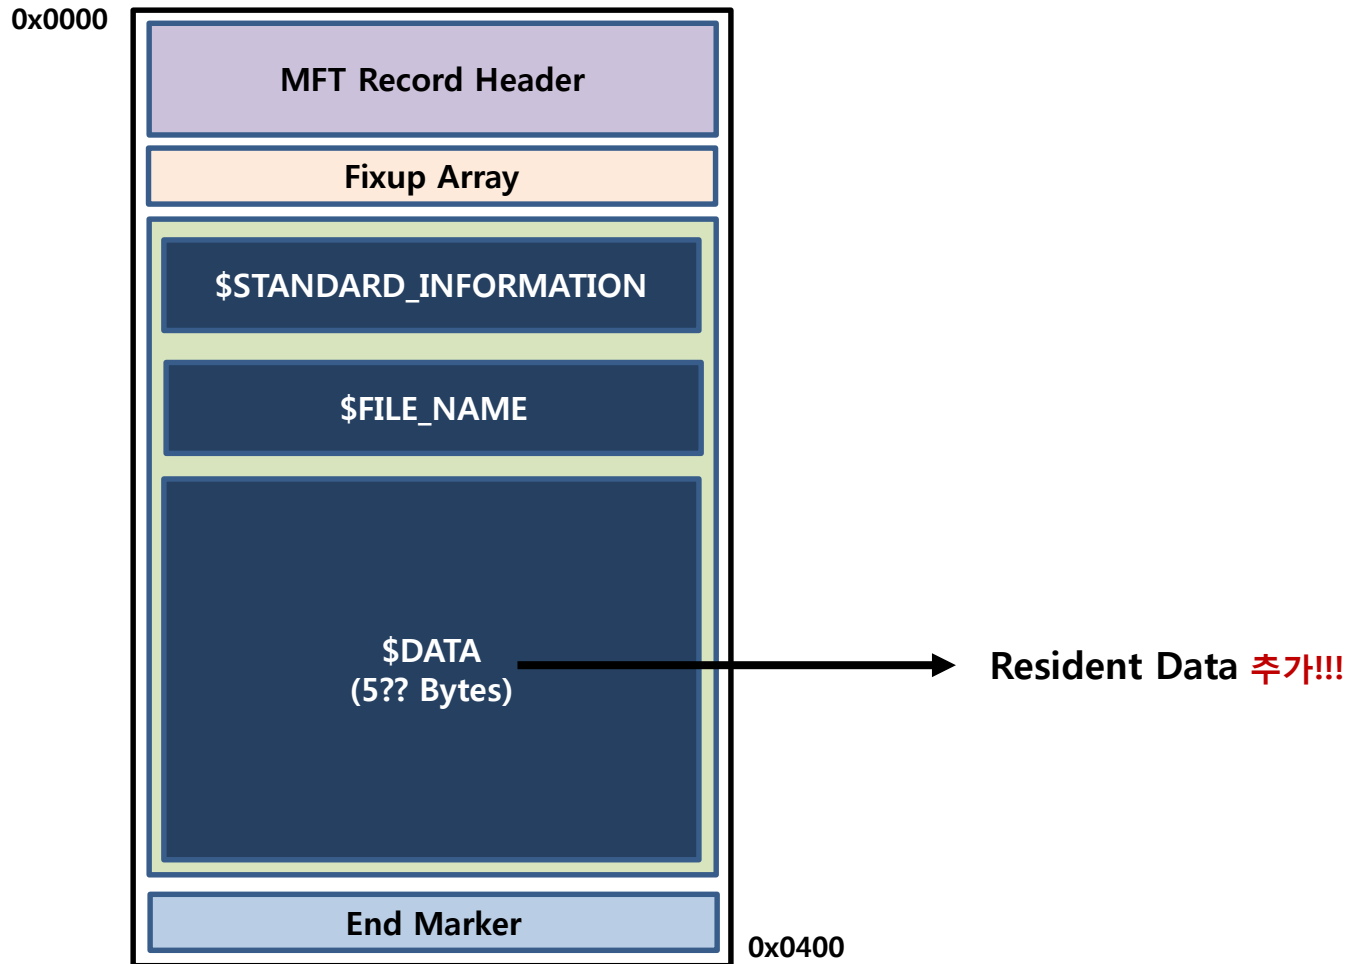 0x0000
MFT Record Header
Fixup Array
$STANDARD_INFORMATION
$FILE_NAME
$DATA
(5?? Bytes)
Resident Data 추가!!!
End Marker
0x0400